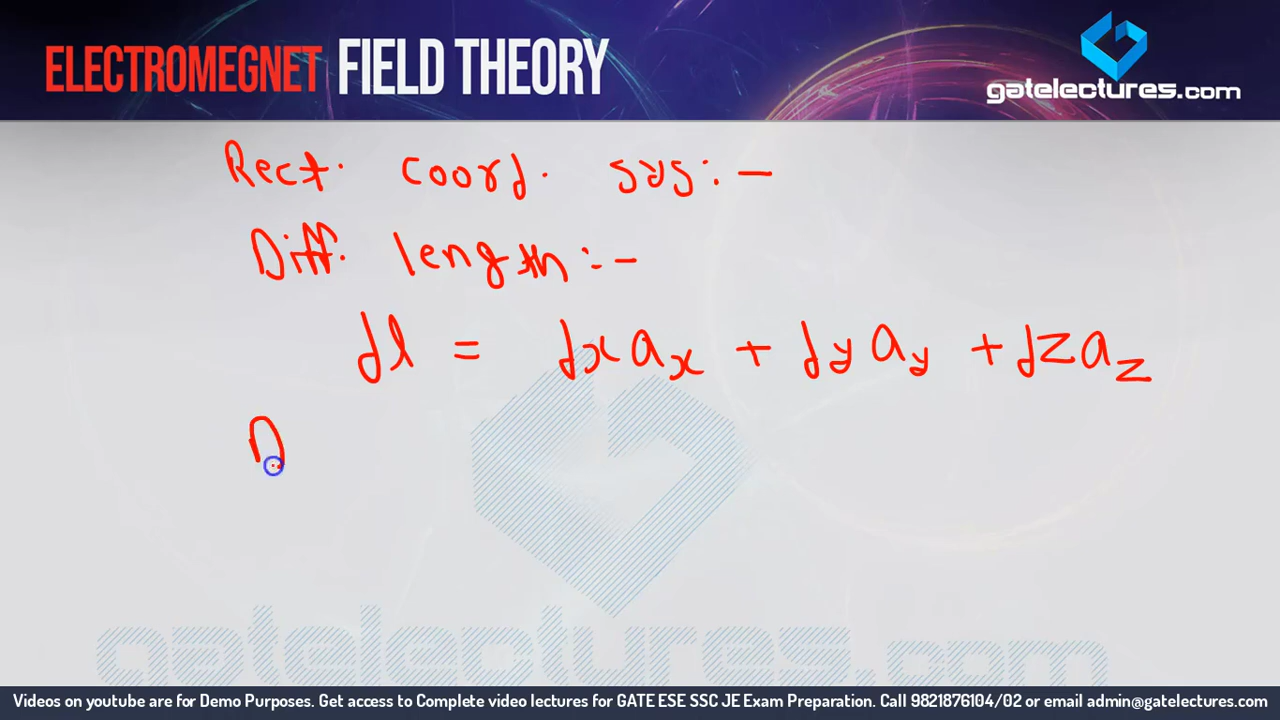 ELECTROMEGNET FIELD THEORY
gatelectures.com
Rect. coord. sys:-
Diff. length:-
dl = dx ax + dy ay + dz az
D
gatelectures.com
Videos on youtube are for Demo Purposes. Get access to Complete video lectures for GATE ESE SSC JE Exam Preparation. Call 9821876104/02 or email admin@gatelectures.com